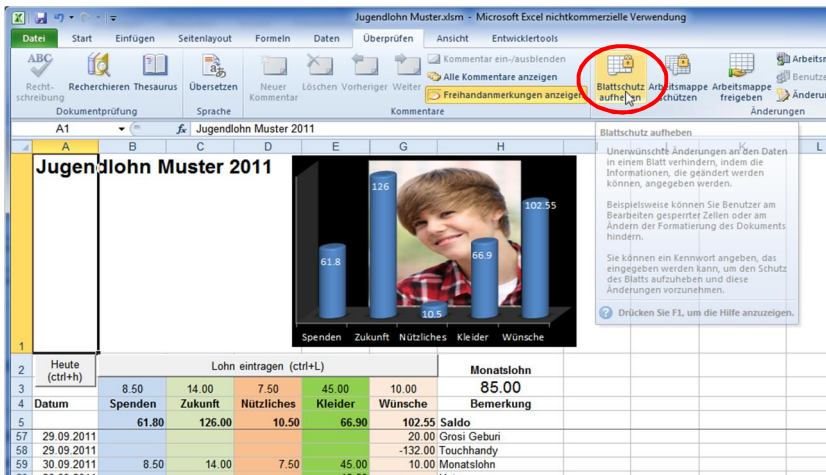 Jugendlohn Muster.xlsm - Microsoft Excel nichtkommerzielle Verwendung
Datei Start Einfügen Seitenlayout Formeln Daten Überprüfen Ansicht Entwicklertools
ABC
Recht-
schreibung
Recherchieren Thesaurus
Übersetzen
Neuer
Kommentar
Löschen Vorheriger Weiter
Kommentar ein-/ausblenden
Alle Kommentare anzeigen
Freihandanmerkungen anzeigen
Blattschutz
aufheben
Arbeitsmappe
schützen
Arbeitsmappe
freigeben
Dokumentprüfung Sprache Kommentare Änderungen
A1 fx Jugendlohn Muster 2011
A B C D E G H L
Jugendlohn Muster 2011
126
102.55
61.8
66.9
10.5
Spenden Zukunft Nützliches Kleider Wünsche
Blattschutz aufheben
Unerwünschte Änderungen an den Daten
in einem Blatt verhindern, indem die
Informationen, die geändert werden
können, angegeben werden.
Beispielsweise können Sie Benutzer am
Bearbeiten gesperrter Zellen oder am
Ändern der Formatierung des Dokuments
hindern.
Sie können ein Kennwort angeben, das
eingegeben werden kann, um den Schutz
des Blatts aufzuheben und diese
Änderungen vorzunehmen.
Drücken Sie F1, um die Hilfe anzuzeigen.
1
2 Heute
(ctrl+h)
Lohn eintragen (ctrl+L) Monatslohn
3 8.50 14.00 7.50 45.00 10.00 85.00
4 Datum Spenden Zukunft Nützliches Kleider Wünsche Bemerkung
5 61.80 126.00 10.50 66.90 102.55 Saldo
57 29.09.2011 20.00 Grosi Geburi
58 29.09.2011 -132.00 Touchhandy
59 30.09.2011 8.50 14.00 7.50 45.00 10.00 Monatslohn